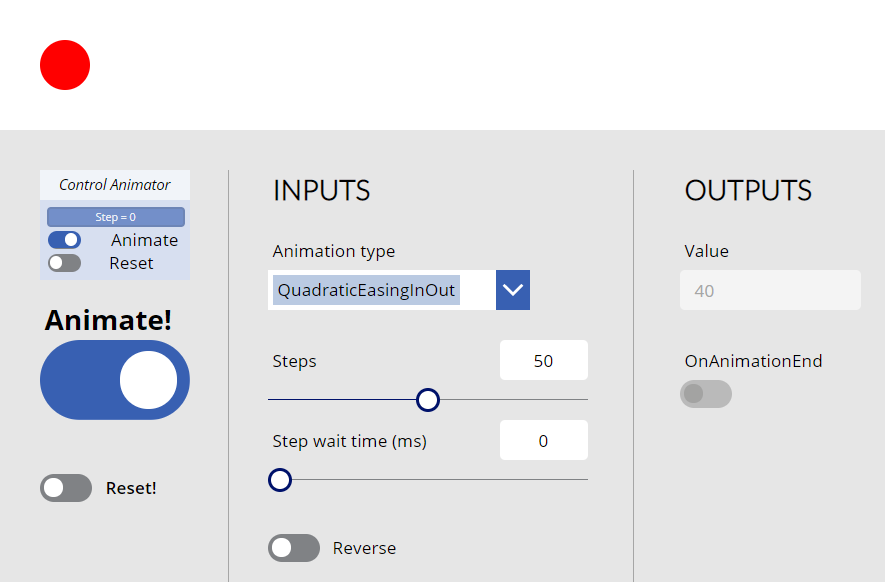 Control Animator
Step = 0
Animate
Reset
Animate!
Reset!
INPUTS
Animation type
QuadraticEasingInOut
Steps
50
Step wait time (ms)
0
Reverse
OUTPUTS
Value
40
OnAnimationEnd